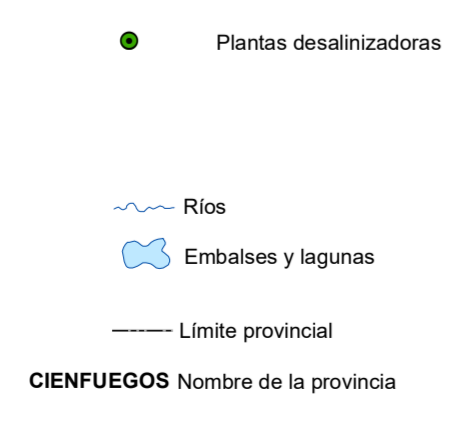 Plantas desalinizadoras
Ríos
Embalses y lagunas
Límite provincial
CIENFUEGOS Nombre de la provincia